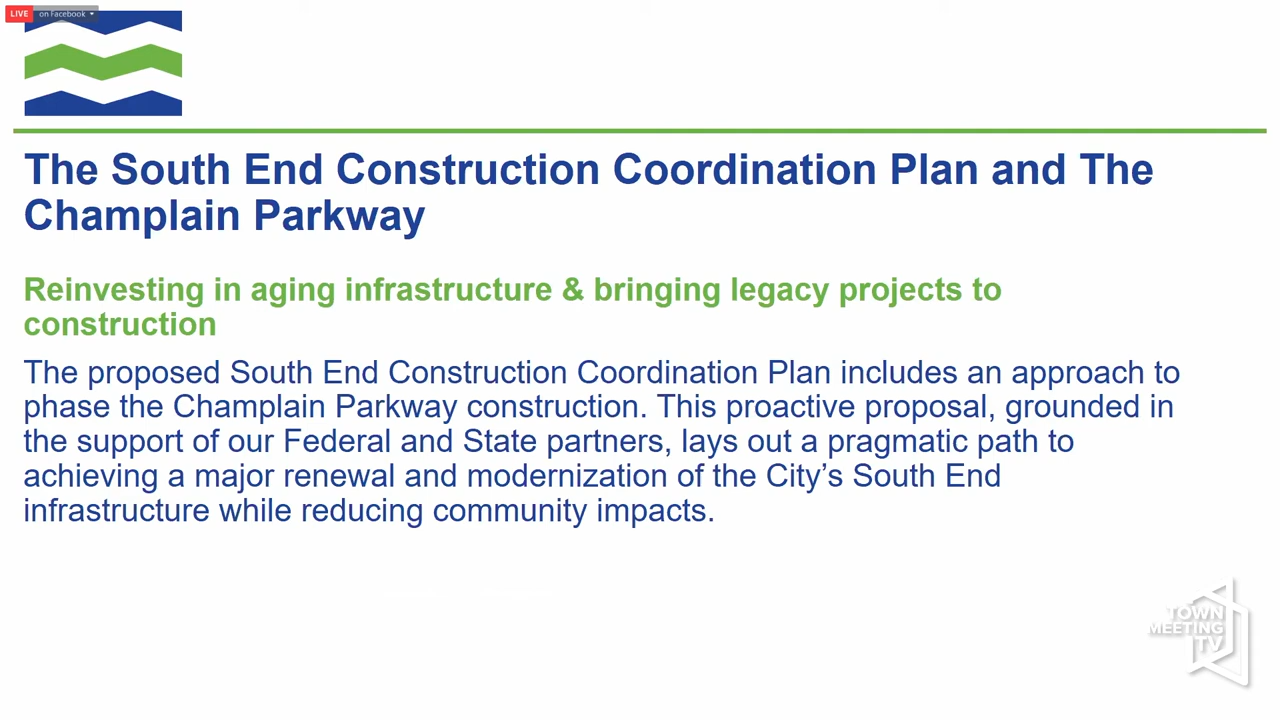 LIVE on Facebook
The South End Construction Coordination Plan and The
Champlain Parkway
Reinvesting in aging infrastructure & bringing legacy projects to
construction
The proposed South End Construction Coordination Plan includes an approach to
phase the Champlain Parkway construction. This proactive proposal, grounded in
the support of our Federal and State partners, lays out a pragmatic path to
achieving a major renewal and modernization of the City’s South End
infrastructure while reducing community impacts.
TOWN
MEETING
TV